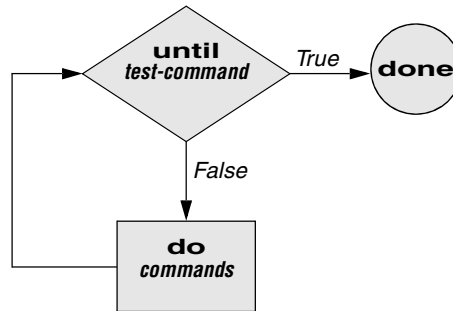 until
test-command
True
done
False
do
commands